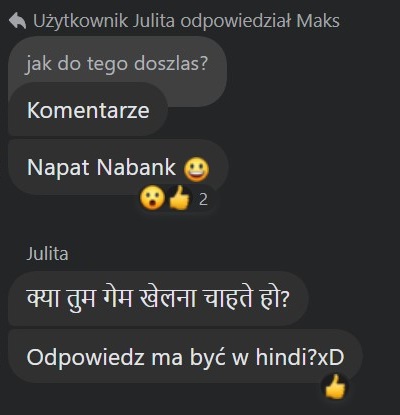 Użytkownik Julita odpowiedział Maks
jak do tego doszlas?
Komentarze
Napat Nabank 😀
😮👍 2
Julita
क्या तुम गेम खेलना चाहते हो?
Odpowiedz ma być w hindi?xD
👍